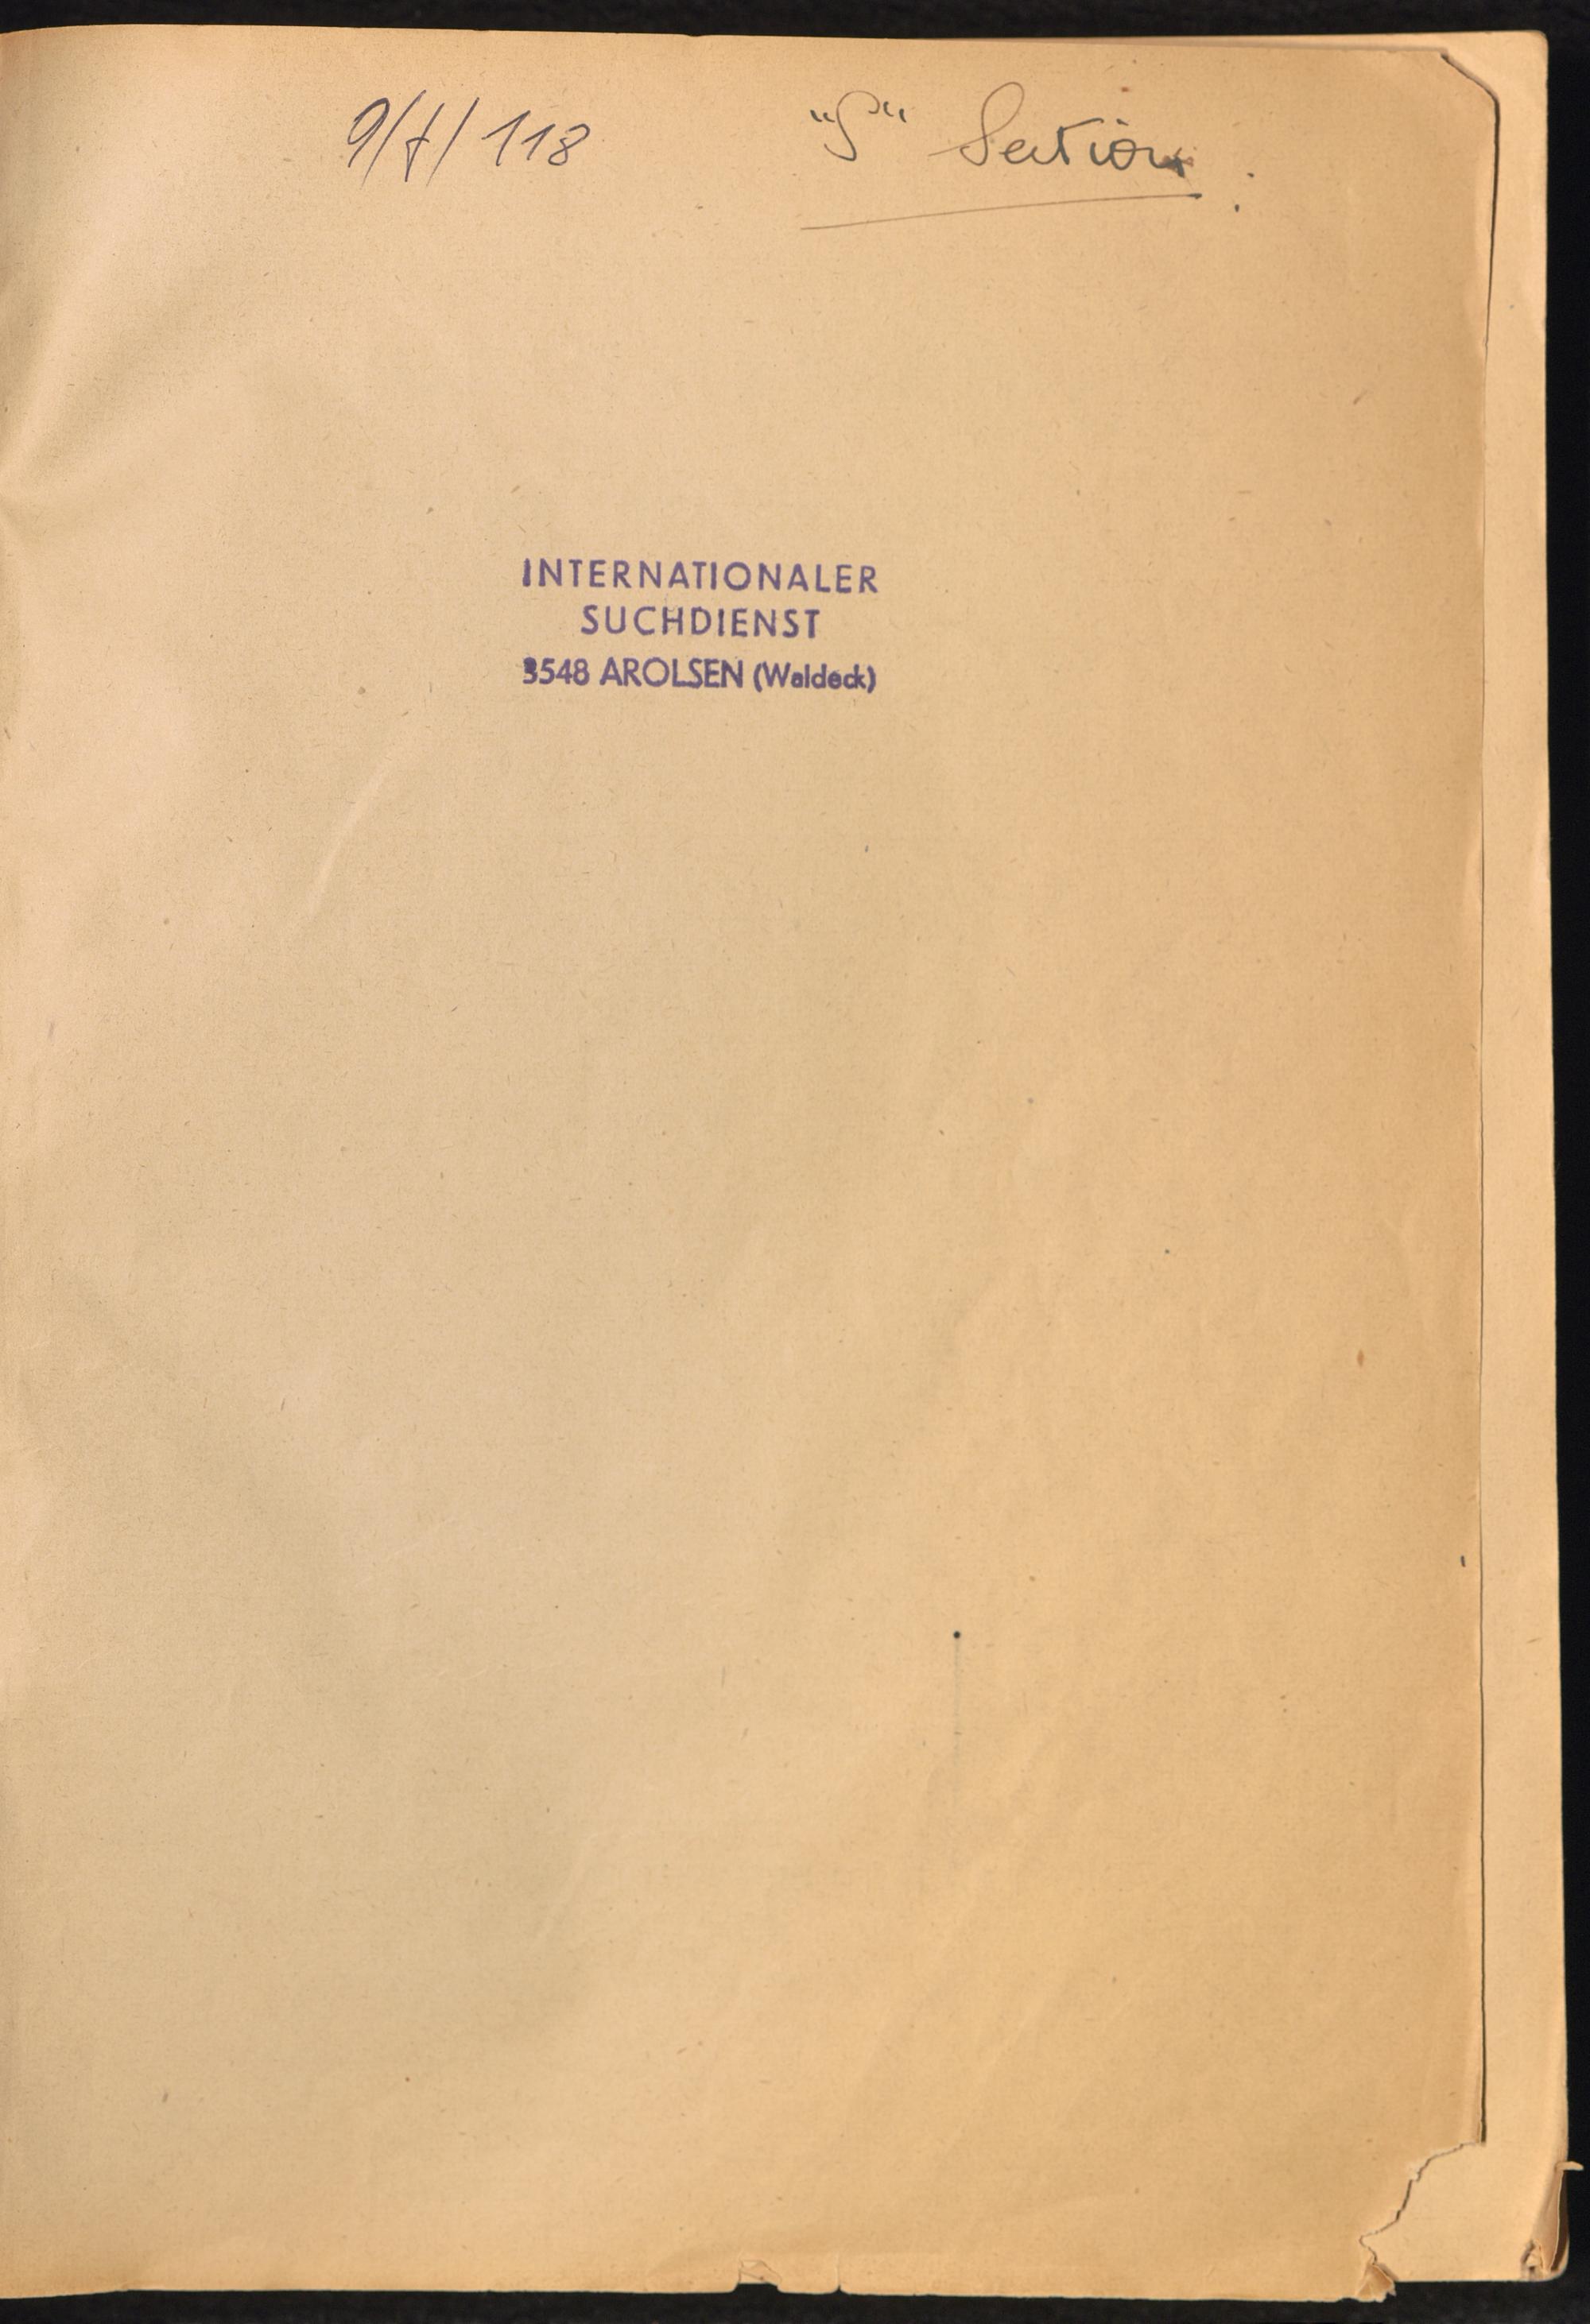 9/7/118 "S" Section
INTERNATIONALER
SUCHDIENST
3548 AROLSEN (Waldeck)